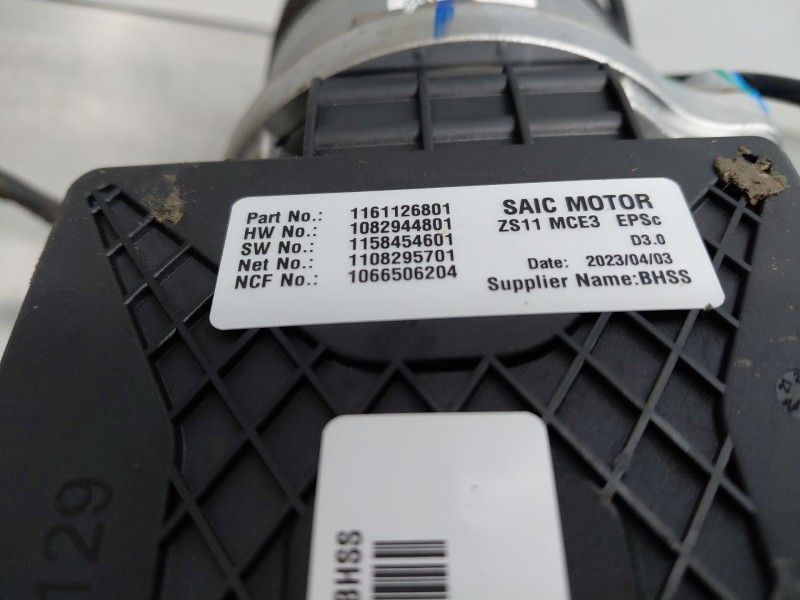 Part No.: 1161126801
HW No.: 1082944801
SW No.: 1158454601
Net No.: 1108295701
NCF No.: 1066506204
SAIC MOTOR
ZS11 MCE3 EPSc
D3.0
Date: 2023/04/03
Supplier Name:BHSS
BHSS
129